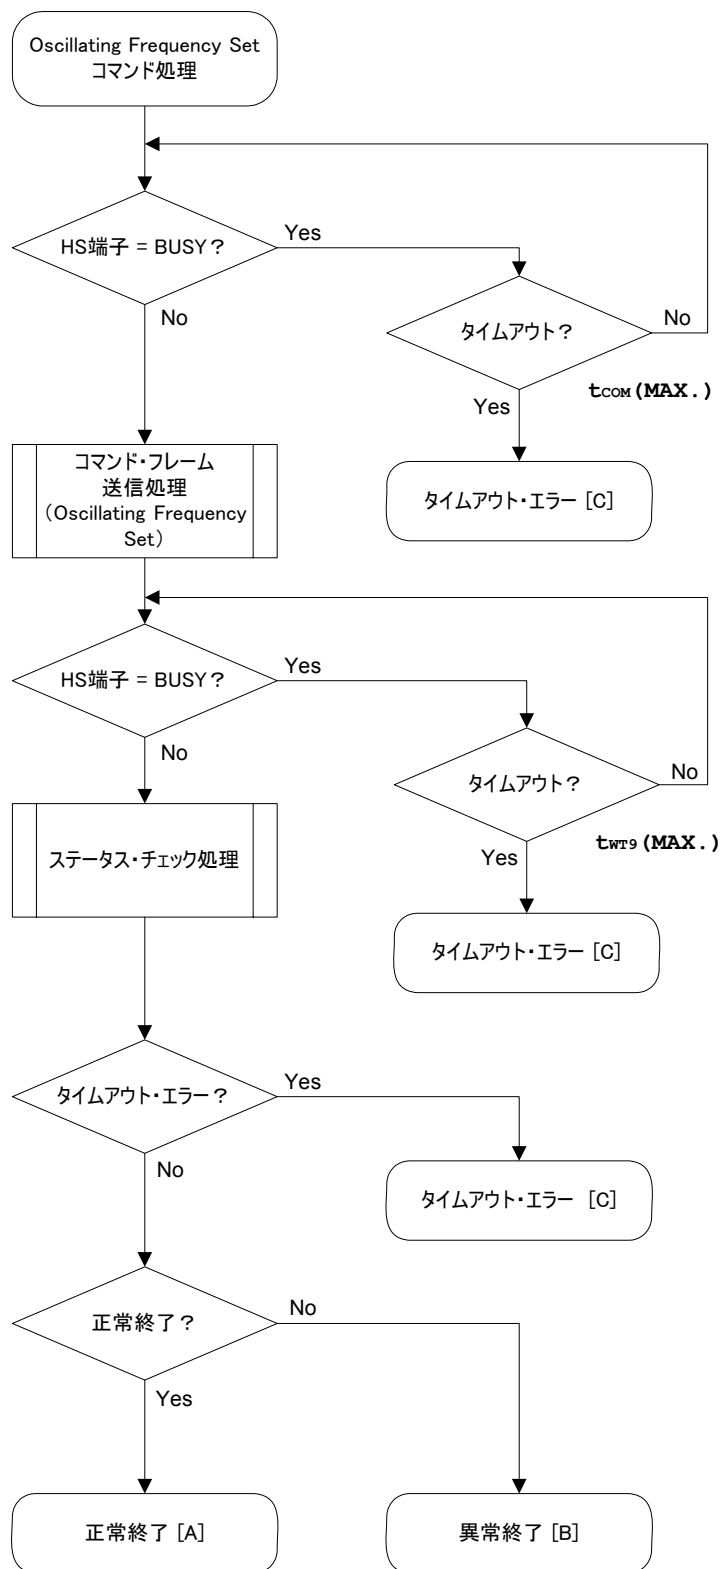 Oscillating Frequency Set
コマンド処理
HS端子 = BUSY？
Yes
No
タイムアウト？
No
tCOM(MAX.)
Yes
タイムアウト・エラー [C]
コマンド・フレーム
送信処理
（Oscillating Frequency
Set）
HS端子 = BUSY？
Yes
No
タイムアウト？
No
tWT9(MAX.)
Yes
タイムアウト・エラー [C]
ステータス・チェック処理
タイムアウト・エラー？
Yes
No
タイムアウト・エラー [C]
正常終了？
No
Yes
正常終了 [A]
異常終了 [B]